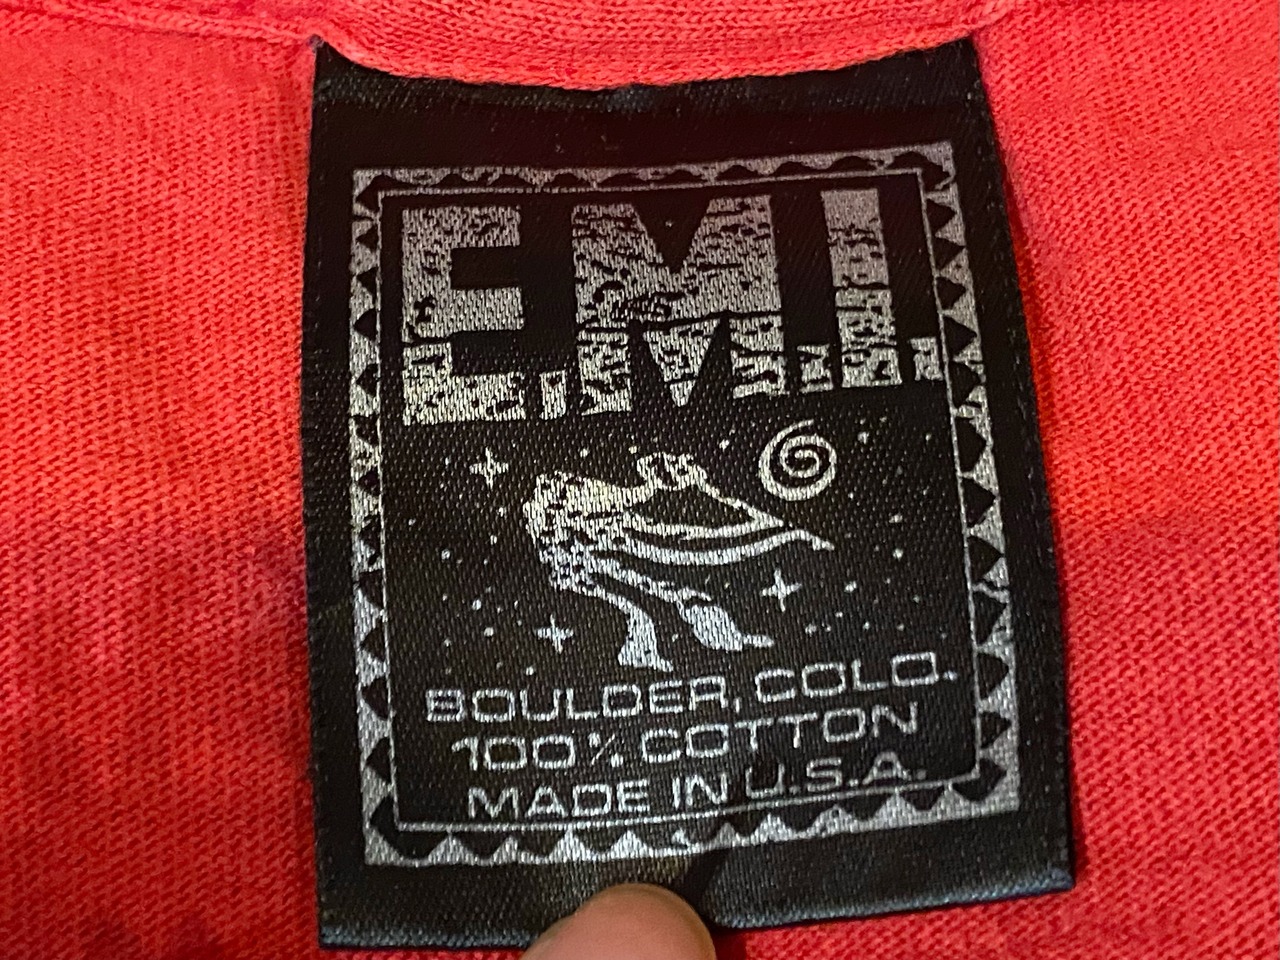 E.M.I.
BOULDER, COLO.
100% COTTON
MADE IN U.S.A.